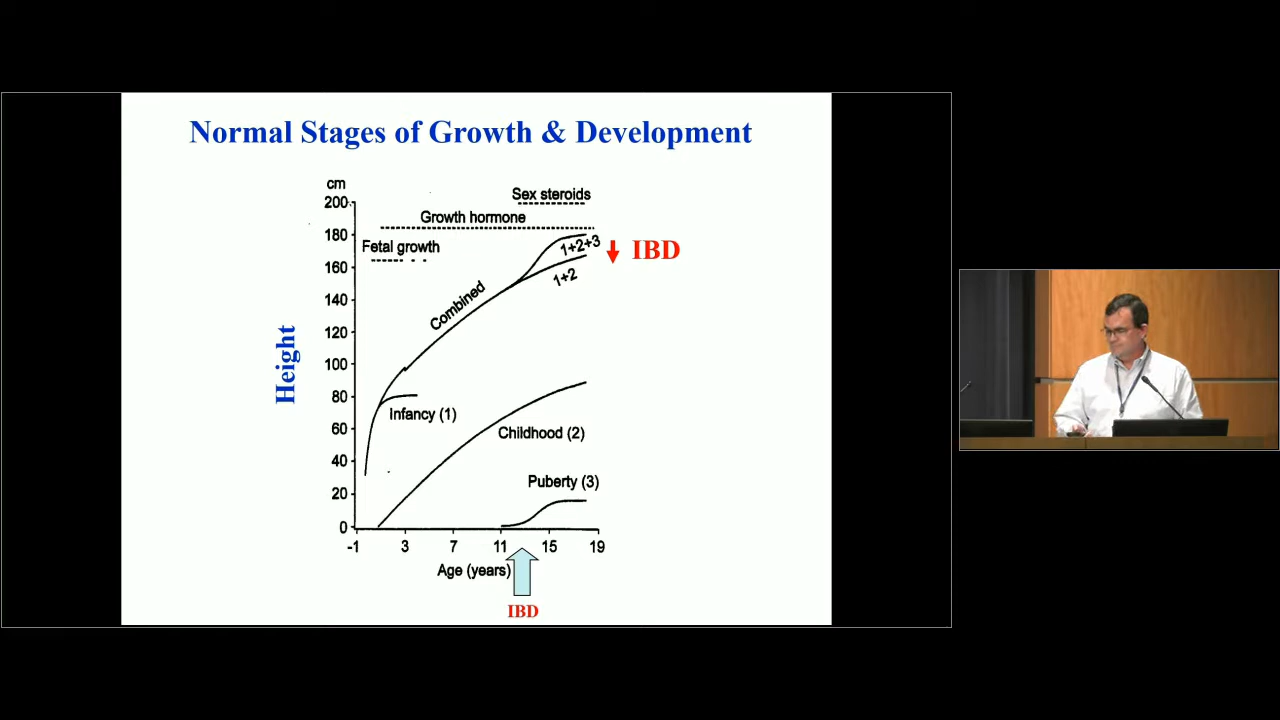 Normal Stages of Growth & Development
cm
Sex steroids
200
Growth hormone
180
Fetal growth
1+2+3
IBD
160
1+2
140
Combined
120
Height
100
80
Infancy (1)
60
Childhood (2)
40
Puberty (3)
20
0
-1 3 7 11 15 19
Age (years)
IBD